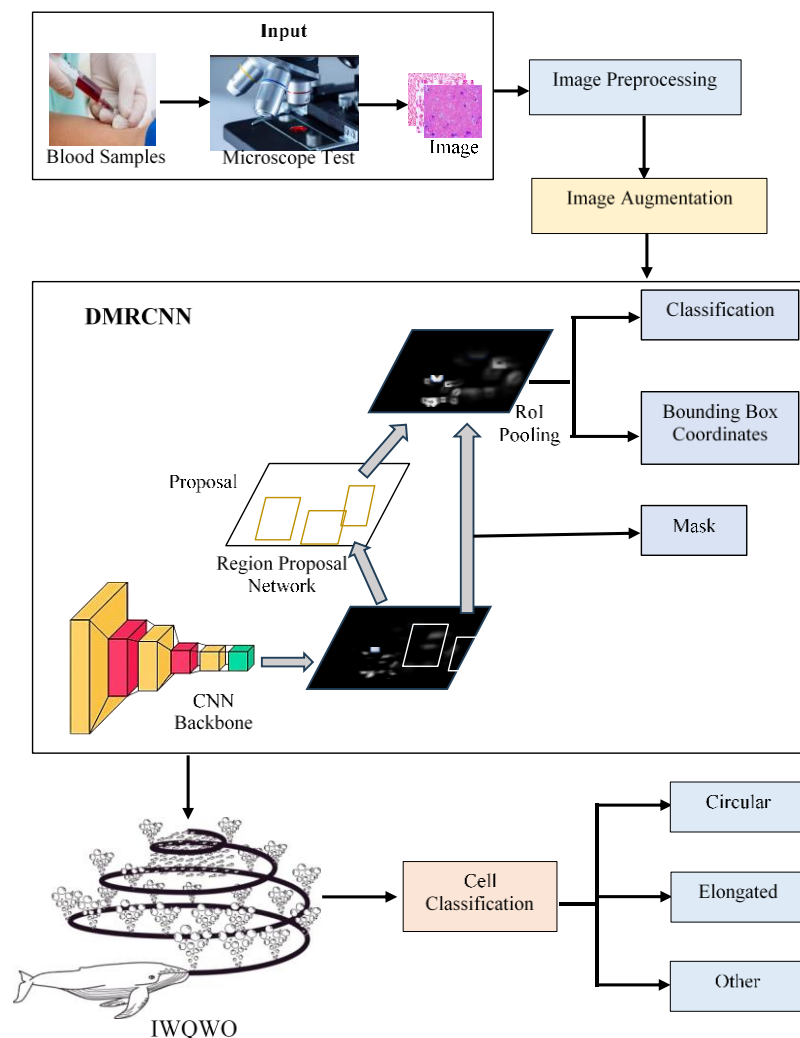 Input
Blood Samples
Microscope Test
Image
Image Preprocessing
Image Augmentation
DMRCNN
Classification
RoI
Pooling
Bounding Box
Coordinates
Proposal
Mask
Region Proposal
Network
CNN
Backbone
Circular
Cell
Classification
Elongated
Other
IWQWO